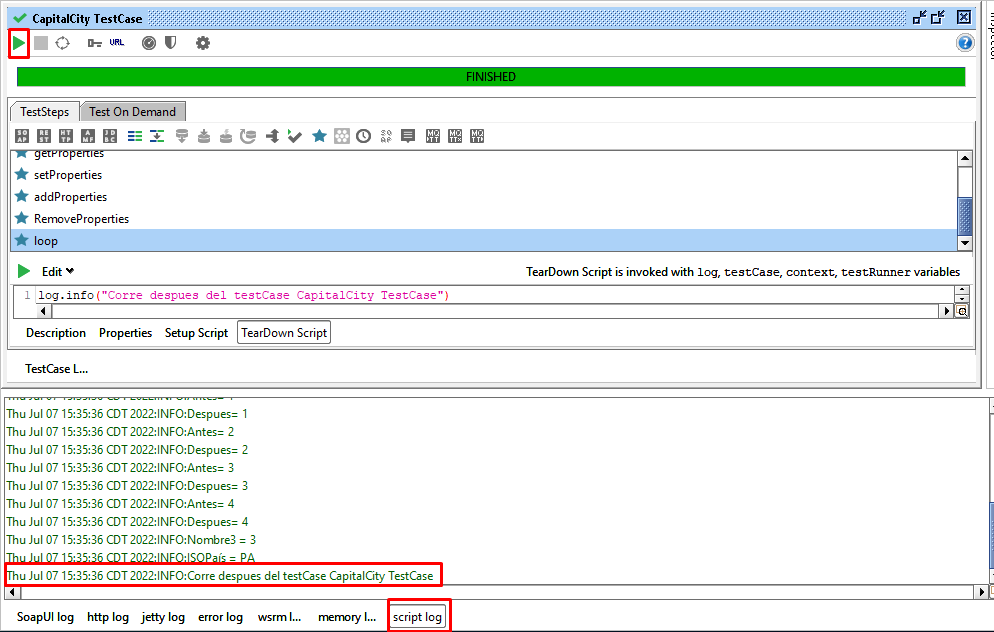 CapitalCity TestCase
URL
FINISHED
TestSteps
Test On Demand
getProperties
setProperties
addProperties
RemoveProperties
loop
Edit
TearDown Script is invoked with log, testCase, context, testRunner variables
1 log.info("Corre despues del testCase CapitalCity TestCase")
Description Properties Setup Script TearDown Script
TestCase L...
Thu Jul 07 15:35:36 CDT 2022:INFO:Despues= 1
Thu Jul 07 15:35:36 CDT 2022:INFO:Antes= 2
Thu Jul 07 15:35:36 CDT 2022:INFO:Despues= 2
Thu Jul 07 15:35:36 CDT 2022:INFO:Antes= 3
Thu Jul 07 15:35:36 CDT 2022:INFO:Despues= 3
Thu Jul 07 15:35:36 CDT 2022:INFO:Antes= 4
Thu Jul 07 15:35:36 CDT 2022:INFO:Despues= 4
Thu Jul 07 15:35:36 CDT 2022:INFO:Nombre3 = 3
Thu Jul 07 15:35:36 CDT 2022:INFO:ISOPaís = PA
Thu Jul 07 15:35:36 CDT 2022:INFO:Corre despues del testCase CapitalCity TestCase
SoapUI log http log jetty log error log wsrm l... memory l... script log